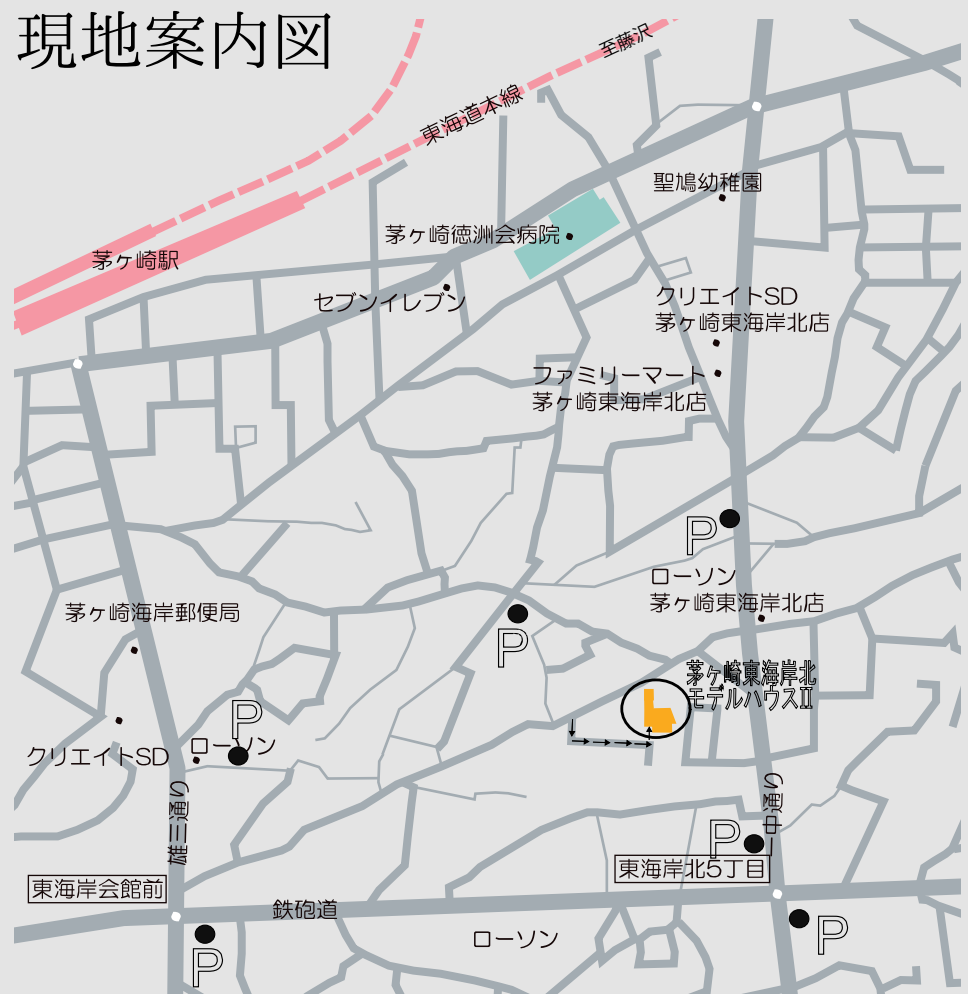 現地案内図
至藤沢
東海道本線
聖鳩幼稚園
茅ヶ崎徳洲会病院
茅ヶ崎駅
セブンイレブン
クリエイトSD
茅ヶ崎東海岸北店
ファミリーマート
茅ヶ崎東海岸北店
P
ローソン
茅ヶ崎東海岸北店
茅ヶ崎海岸郵便局
P
茅ヶ崎東海岸北
モデルハウスⅡ
P
ローソン
クリエイトSD
雄三通り
一中通り
P
東海岸北5丁目
東海岸会館前
鉄砲道
ローソン
P
P